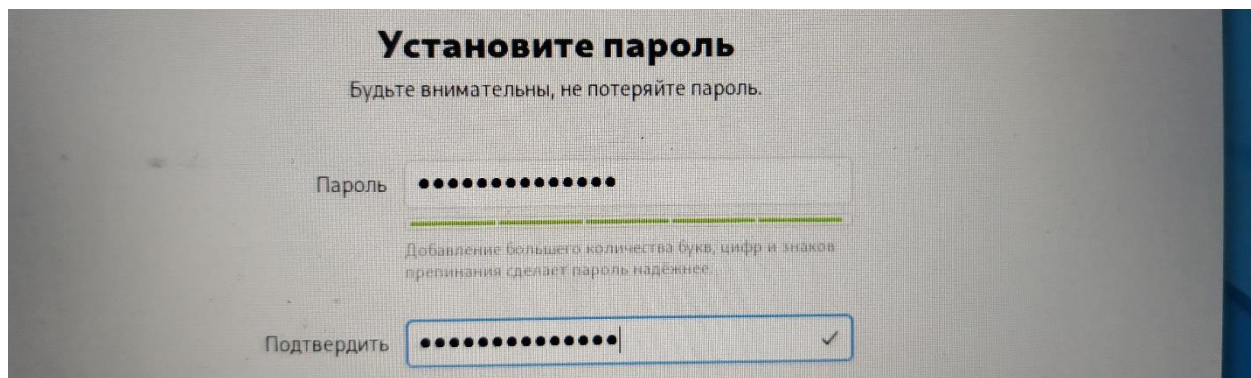 Установите пароль
Будьте внимательны, не потеряйте пароль.
Пароль ●●●●●●●●●●●●●●
Добавление большего количества букв, цифр и знаков
препинания сделает пароль надёжнее.
Подтвердить ●●●●●●●●●●●●●●